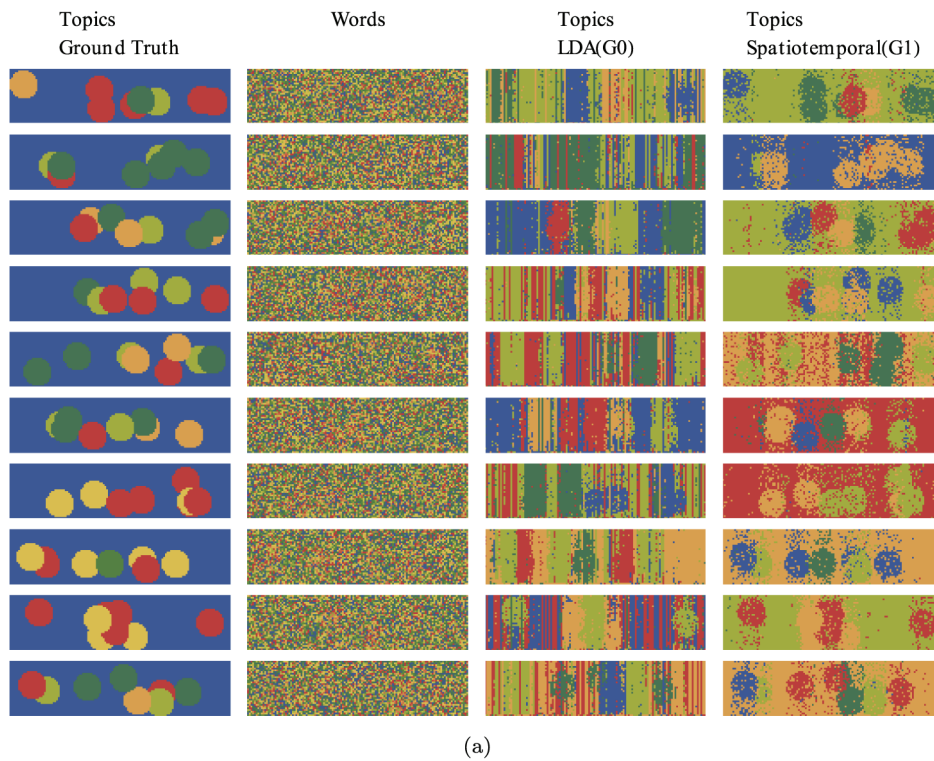 Topics
Ground Truth
Words
Topics
LDA(G0)
Topics
Spatiotemporal(G1)
(a)